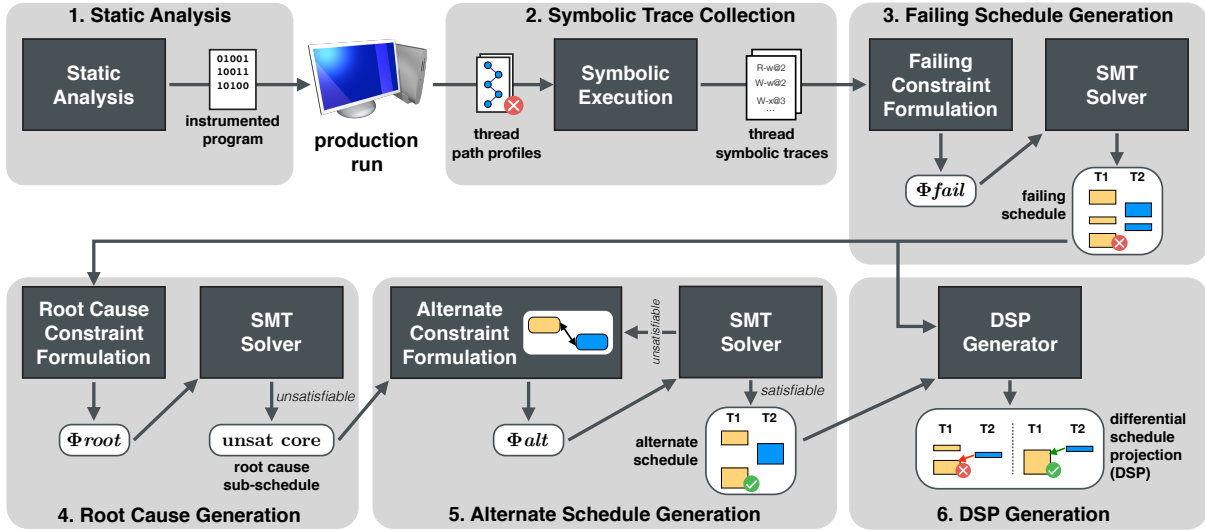 1. Static Analysis
Static
Analysis
01001
10011
10100
instrumented
program
production
run
2. Symbolic Trace Collection
thread
path profiles
Symbolic
Execution
R-w@2
W-w@2
W-x@3
...
thread
symbolic traces
3. Failing Schedule Generation
Failing
Constraint
Formulation
SMT
Solver
Φfail
failing
schedule
T1 T2
Root Cause
Constraint
Formulation
SMT
Solver
unsatisfiable
Φroot
unsat core
root cause
sub-schedule
4. Root Cause Generation
Alternate
Constraint
Formulation
unsatisfiable
SMT
Solver
satisfiable
Φalt
alternate
schedule
T1 T2
5. Alternate Schedule Generation
DSP
Generator
T1 T2 T1 T2
differential
schedule
projection
(DSP)
6. DSP Generation